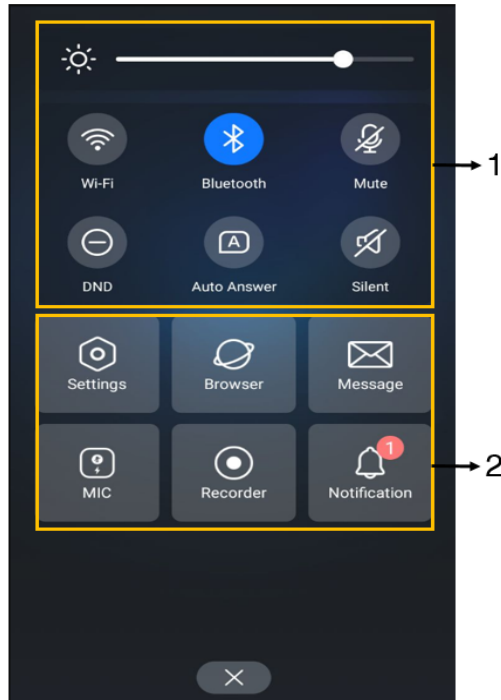 Wi-Fi Bluetooth Mute
1
DND A Auto Answer Silent
Settings Browser Message
1
MIC Recorder Notification
2